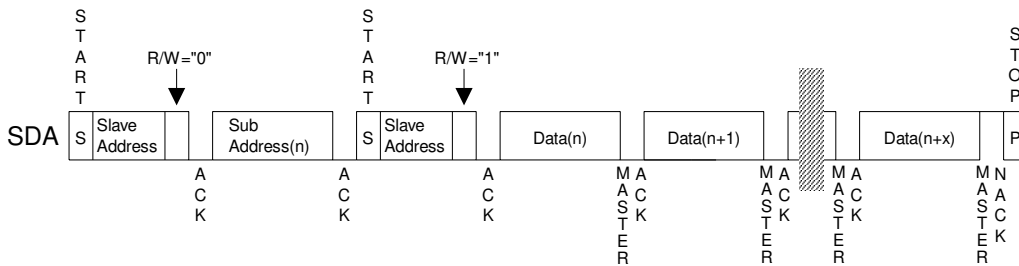 START
START
STOP
R/W="0"
R/W="1"
SDA
S
Slave
Address
Sub
Address(n)
S
Slave
Address
Data(n)
Data(n+1)
Data(n+x)
P
ACK
ACK
ACK
MASTER
ACK
MASTER
ACK
MASTER
ACK
MASTER
NACK